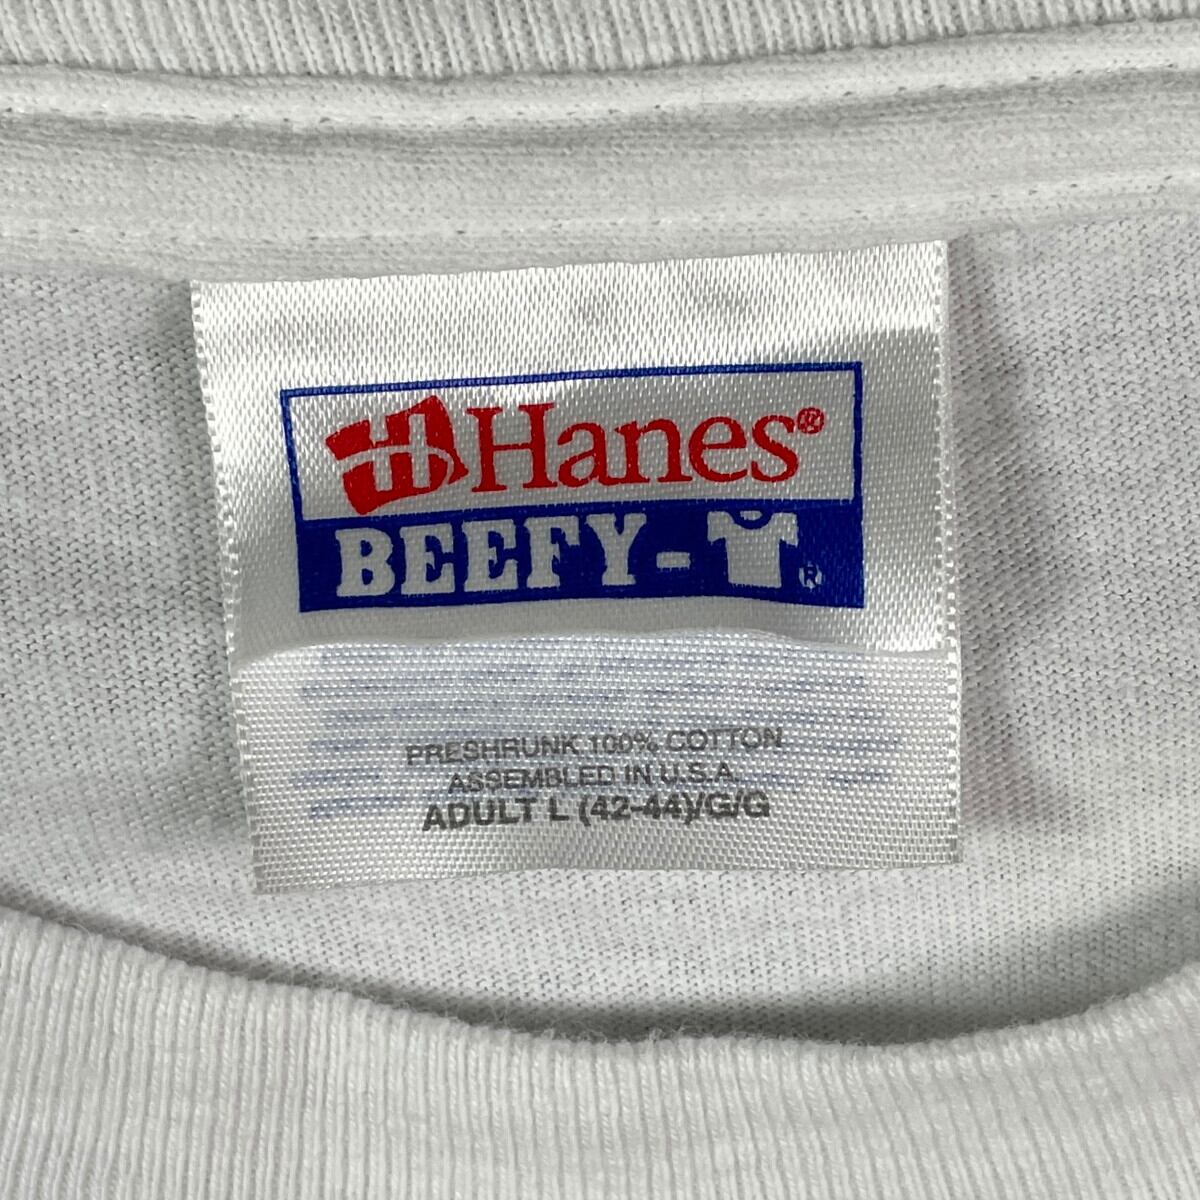 Hanes®
BEEFY-T®
PRESHRUNK 100% COTTON
ASSEMBLED IN U.S.A.
ADULT L (42-44)/G/G